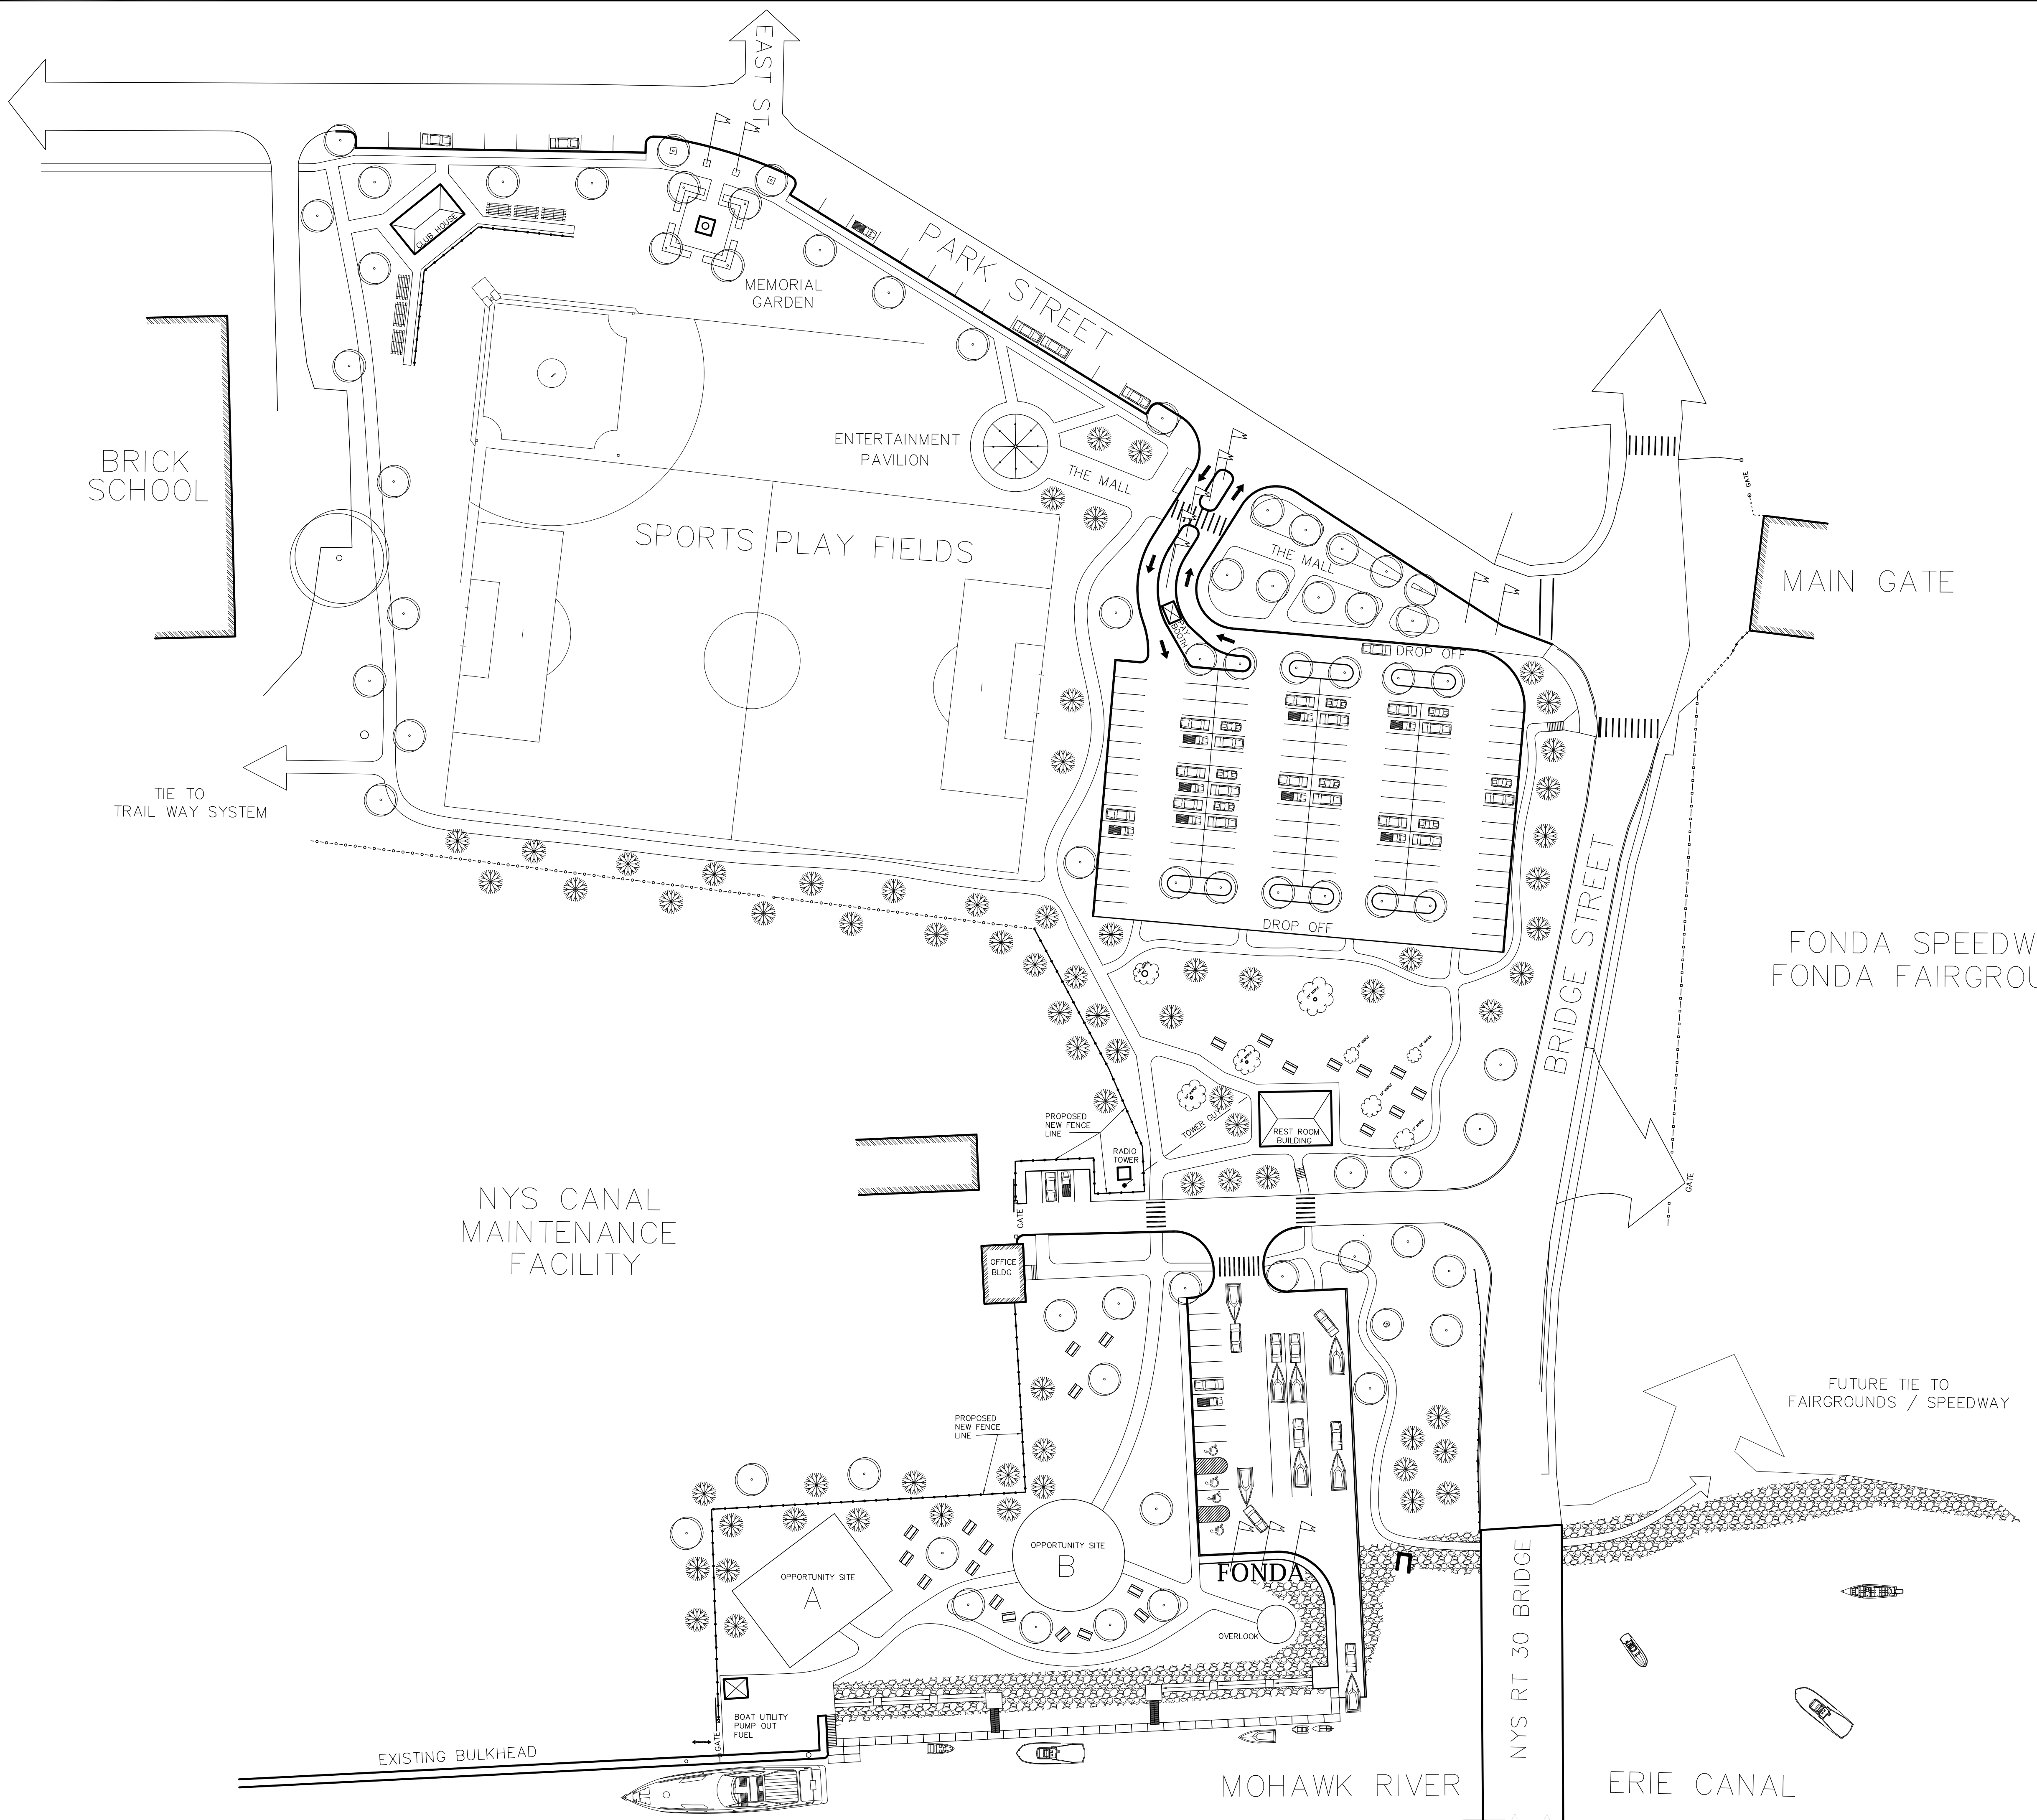 EAST ST
PARK STREET
CLUB HOUSE
MEMORIAL
GARDEN
BRICK
SCHOOL
ENTERTAINMENT
PAVILION
THE MALL
SPORTS PLAY FIELDS
THE MALL
GATE
MAIN GATE
PAY
BOOTH
DROP OFF
TIE TO
TRAIL WAY SYSTEM
DROP OFF
BRIDGE STREET
FONDA SPEEDW
FONDA FAIRGROU
PROPOSED
NEW FENCE
LINE
TOWER GUY
REST ROOM
BUILDING
RADIO
TOWER
GATE
NYS CANAL
MAINTENANCE
FACILITY
GATE
OFFICE
BLDG
FUTURE TIE TO
FAIRGROUNDS / SPEEDWAY
PROPOSED
NEW FENCE
LINE
OPPORTUNITY SITE
A
OPPORTUNITY SITE
B
FONDA
OVERLOOK
NYS RT 30 BRIDGE
BOAT UTILITY
PUMP OUT
FUEL
GATE
EXISTING BULKHEAD
MOHAWK RIVER
ERIE CANAL